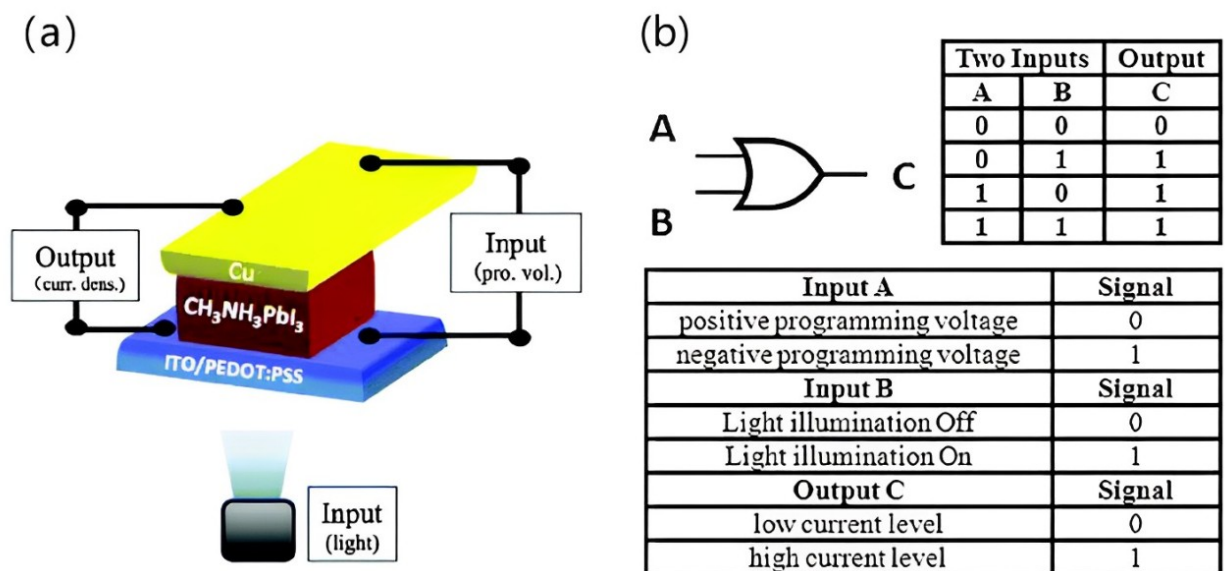 (a)
Output
(curr. dens.)
Input
(pro. vol.)
Cu
CH₃NH₃PbI₃
ITO/PEDOT:PSS
Input
(light)
(b)
A
B
C
Two Inputs Output
A B C
0 0 0
0 1 1
1 0 1
1 1 1
Input A Signal
positive programming voltage 0
negative programming voltage 1
Input B Signal
Light illumination Off 0
Light illumination On 1
Output C Signal
low current level 0
high current level 1